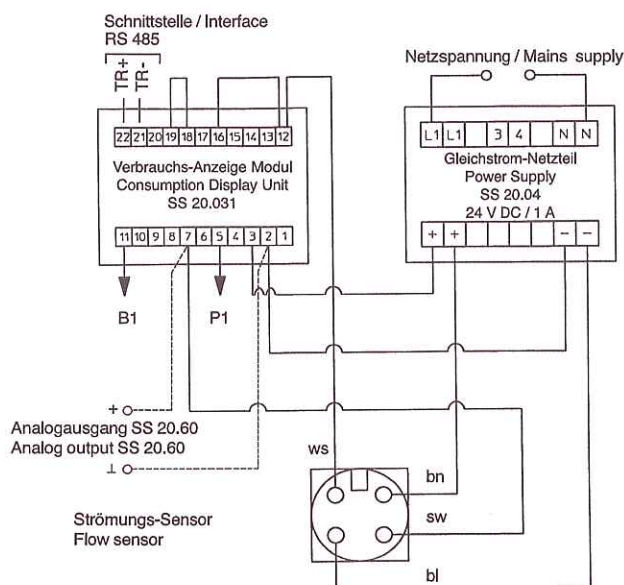 Schnittstelle / Interface
RS 485
TR+
TR-
22 21 20 19 18 17 16 15 14 13 12
Verbrauchs-Anzeige Modul
Consumption Display Unit
SS 20.031
11 10 9 8 7 6 5 4 3 2 1
B1
P1
Netzspannung / Mains supply
L1 L1 3 4 N N
Gleichstrom-Netzteil
Power Supply
SS 20.04
24 V DC / 1 A
+ + − −
+
Analogausgang SS 20.60
Analog output SS 20.60
⊥
ws
bn
sw
bl
Strömungs-Sensor
Flow sensor